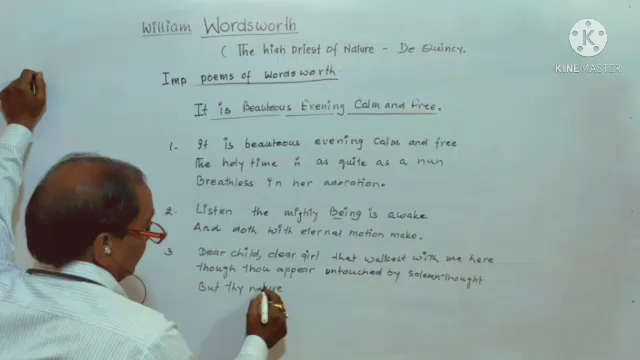 William Wordsworth
( The high Priest of Nature - De Quincy.
Imp poems of Wordsworth
It is Beauteous Evening Calm and Free.
1. It is beauteous evening calm and free
The holy time is as quite as a nun
Breathless in her adoration.
2. Listen the mighly Being is awake
And doth with eternal motion make.
3. Dear child, dear girl that walkest with me here
though thou appear untouched by solemn thought
But thy nature
KINEMASTER